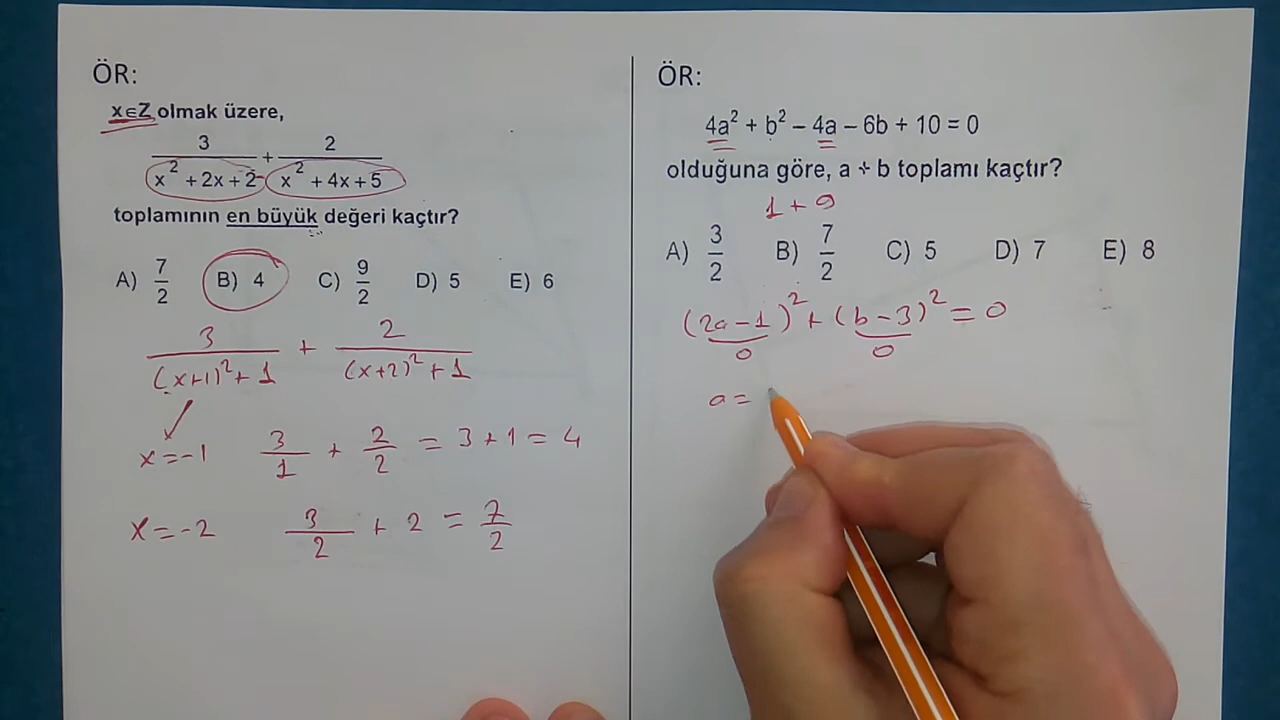 ÖR:
x∈Z olmak üzere,
3/(x² + 2x + 2) + 2/(x² + 4x + 5)
toplamının en büyük değeri kaçtır?
A) 7/2 B) 4 C) 9/2 D) 5 E) 6
3/((x+1)² + 1) + 2/((x+2)² + 1)
x = -1 3/1 + 2/2 = 3 + 1 = 4
x = -2 3/2 + 2 = 7/2
ÖR:
4a² + b² – 4a – 6b + 10 = 0
olduğuna göre, a + b toplamı kaçtır?
1 + 9
A) 3/2 B) 7/2 C) 5 D) 7 E) 8
(2a – 1)² + (b – 3)² = 0
0 0
a =